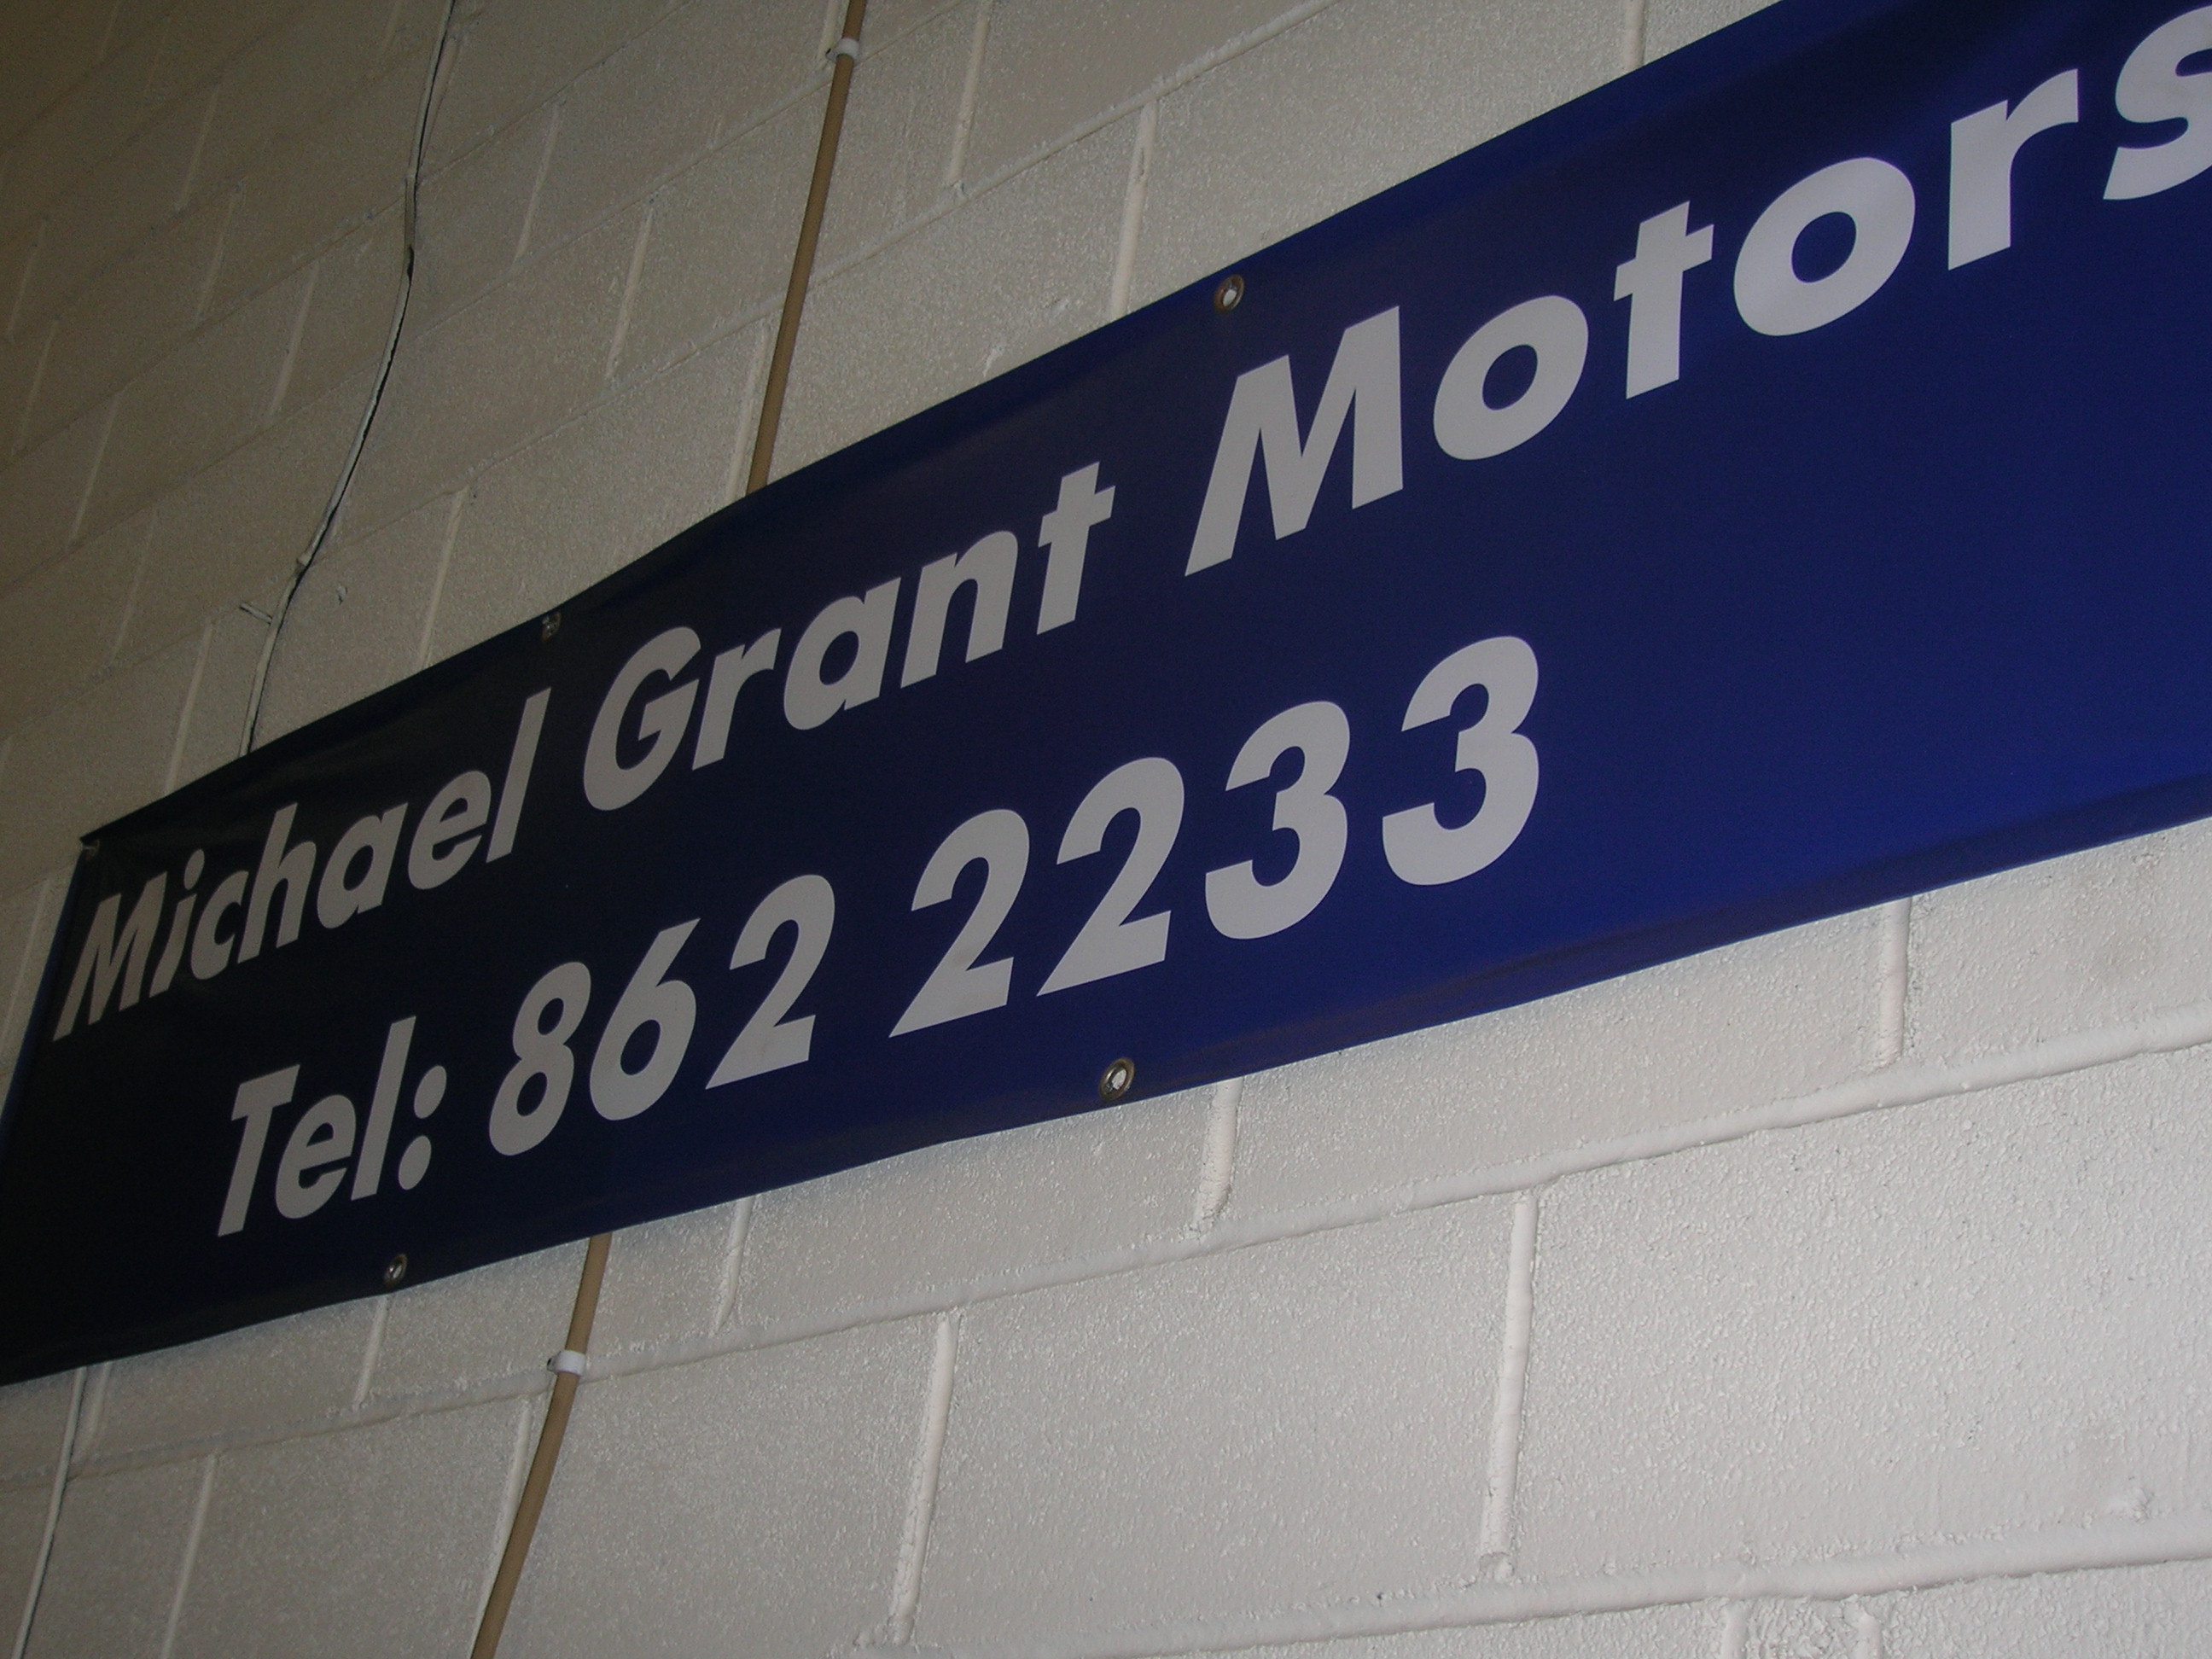 Michael Grant Motors
Tel: 862 2233